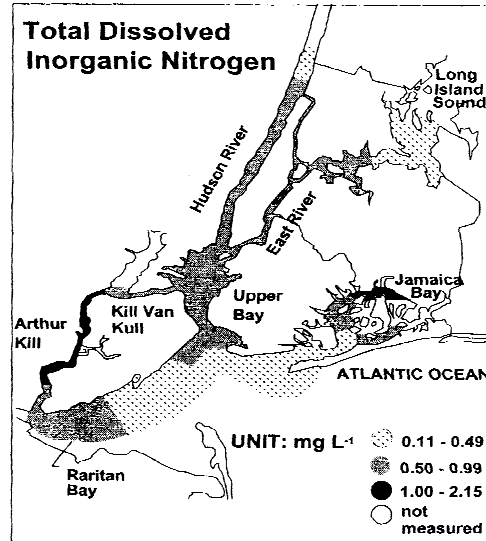 Total Dissolved
Inorganic Nitrogen
Long
Island
Sound
Hudson River
East River
Jamaica
Bay
Upper
Bay
Kill Van
Kull
Arthur
Kill
ATLANTIC OCEAN
Raritan
Bay
UNIT: mg L-1
0.11 - 0.49
0.50 - 0.99
1.00 - 2.15
not
measured